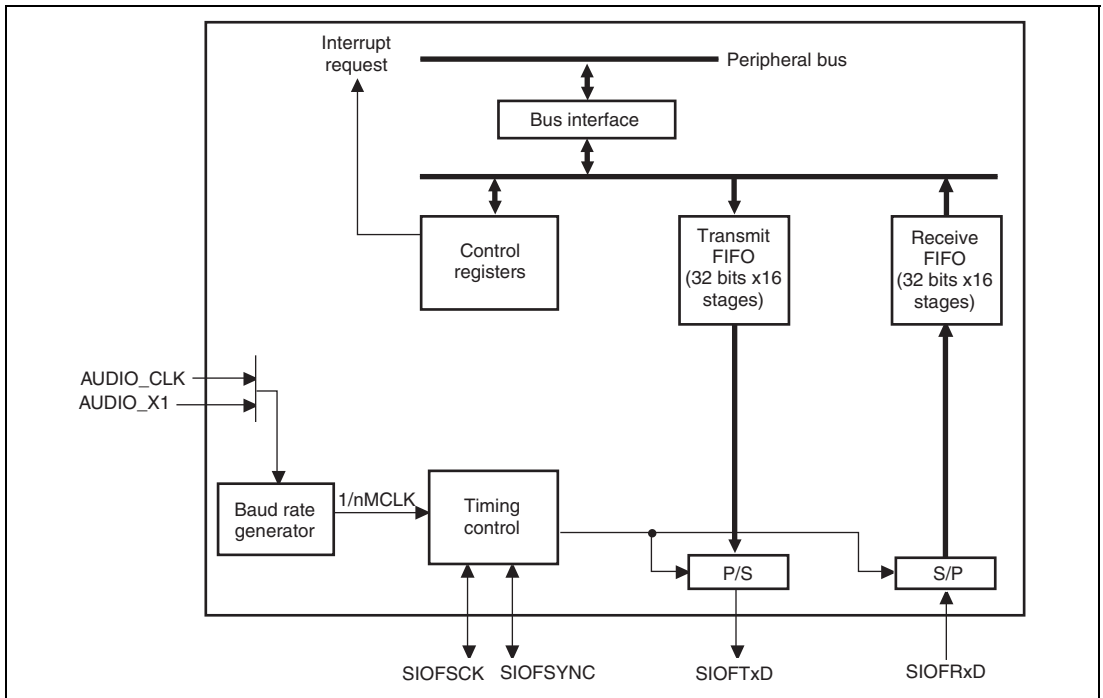 Interrupt
request
Peripheral bus
Bus interface
Control
registers
Transmit
FIFO
(32 bits x16
stages)
Receive
FIFO
(32 bits x16
stages)
AUDIO_CLK
AUDIO_X1
Baud rate
generator
1/nMCLK
Timing
control
P/S
S/P
SIOFSCK
SIOFSYNC
SIOFTxD
SIOFRxD